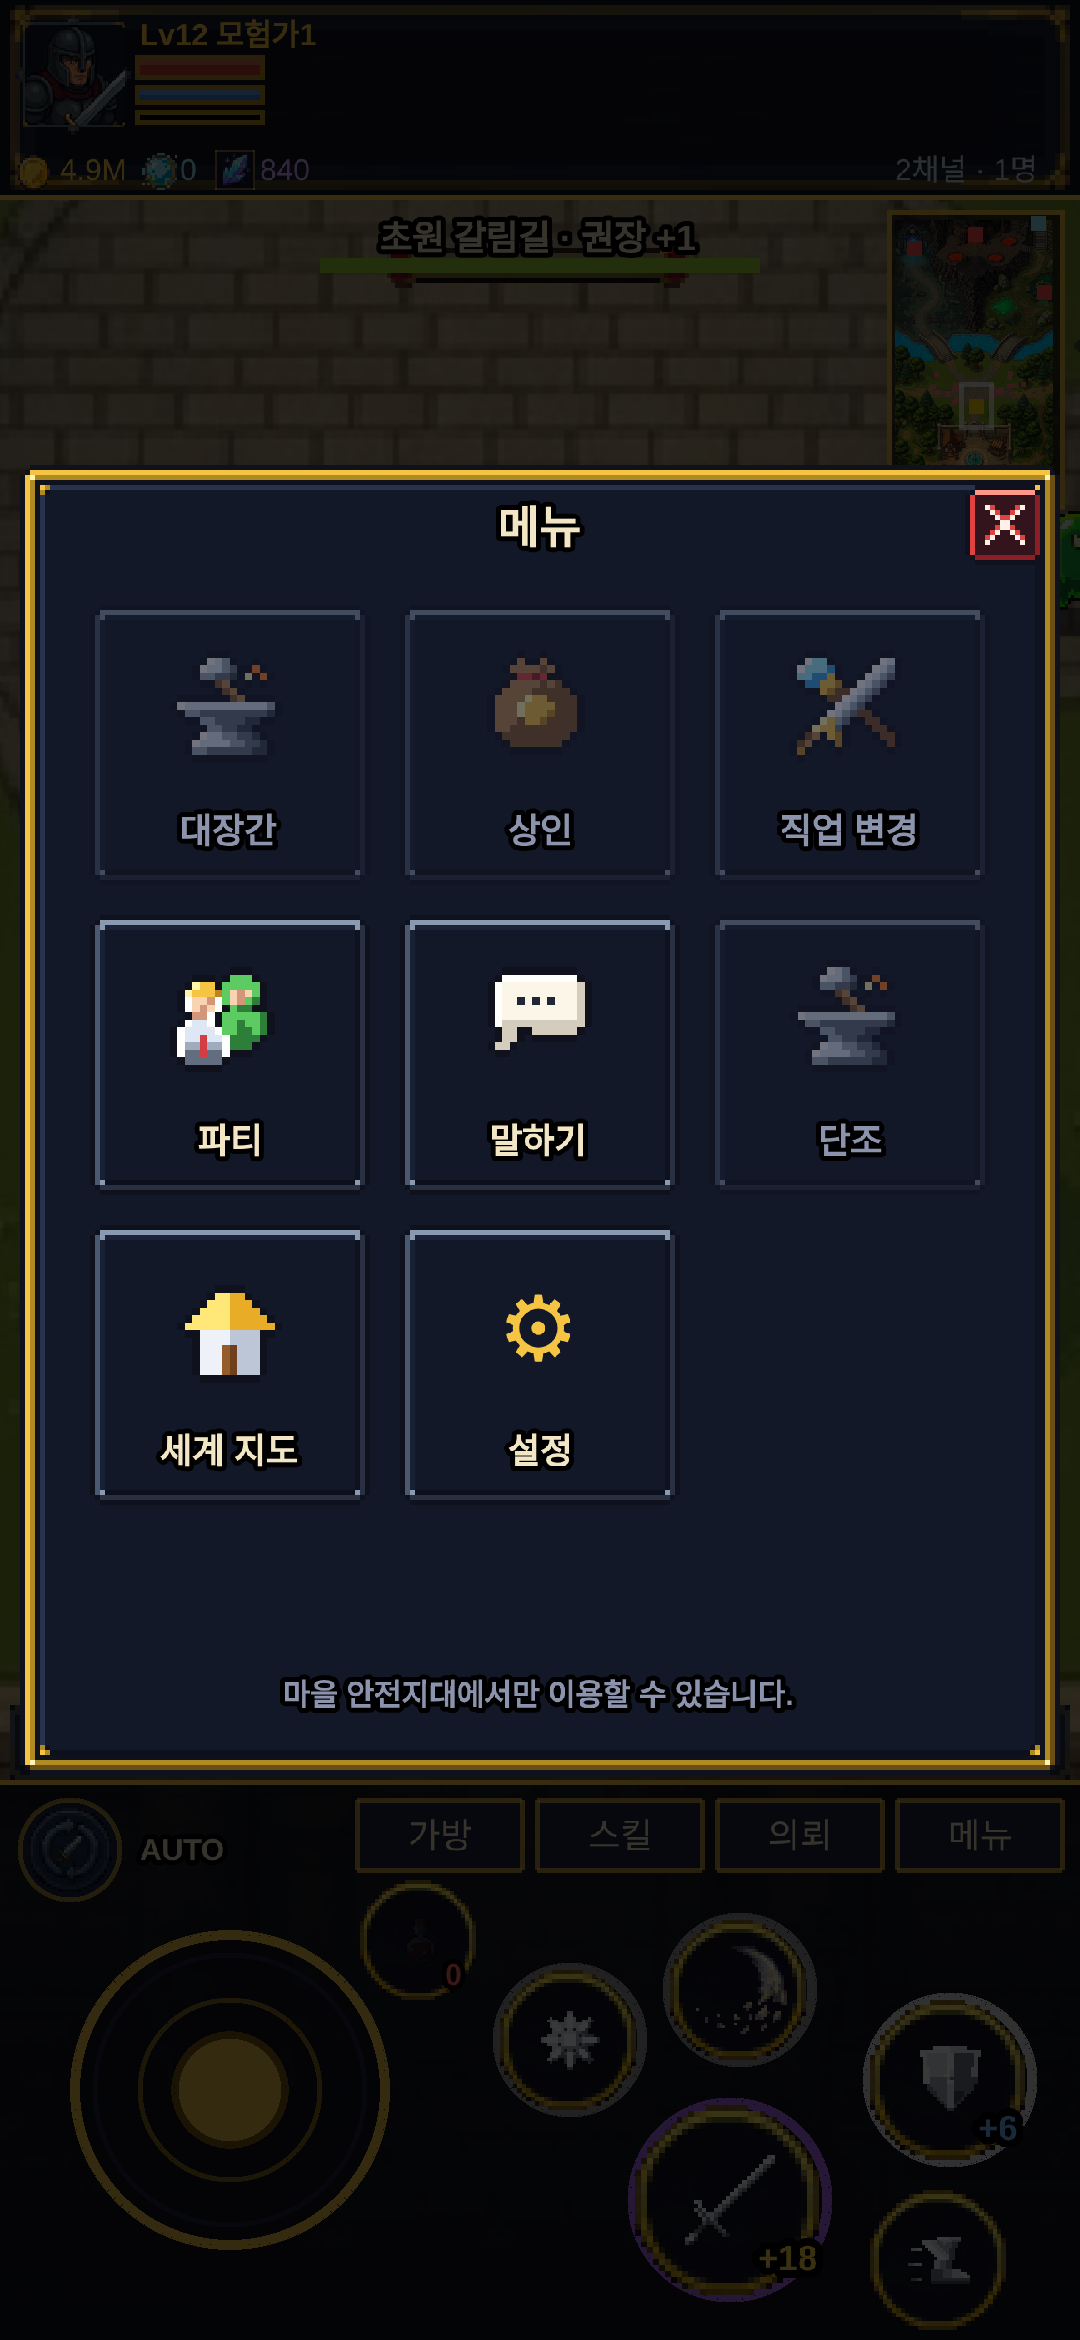 Lv12 모험가1
4.9M 0 840 2채널 · 1명
초원 갈림길 · 권장 +1
메뉴
대장간 상인 직업 변경
파티 말하기 단조
세계 지도 설정
마을 안전지대에서만 이용할 수 있습니다.
AUTO 가방 스킬 의뢰 메뉴
0
+6
+18